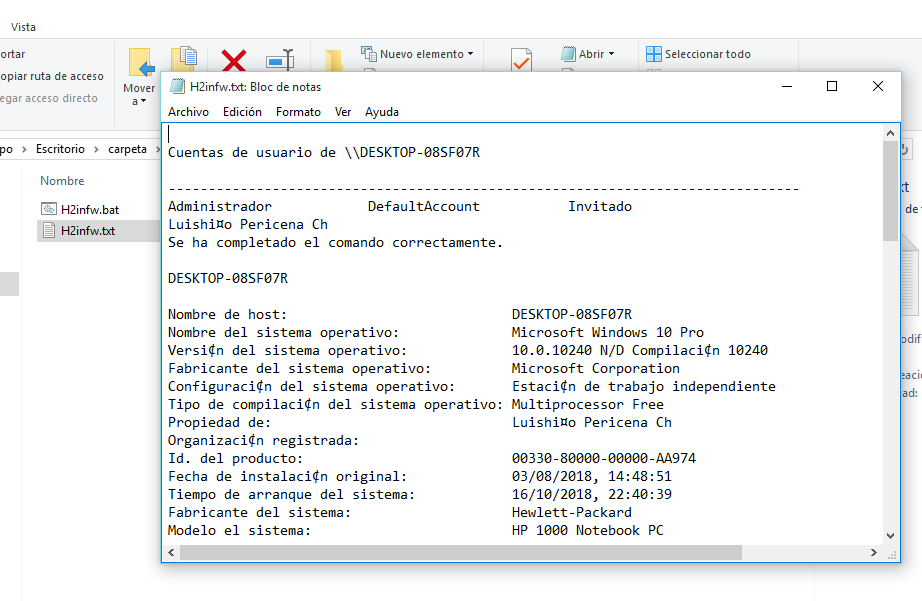 Vista
ortar
opiar ruta de acceso
egar acceso directo
Mover
a
Nuevo elemento
Abrir
Seleccionar todo
po > Escritorio > carpeta >
Nombre
H2infw.bat
H2infw.txt
H2infw.txt: Bloc de notas
Archivo Edición Formato Ver Ayuda
Cuentas de usuario de \\DESKTOP-08SF07R
-------------------------------------------------------------------------------
Administrador DefaultAccount Invitado
Luishi¤o Pericena Ch
Se ha completado el comando correctamente.
DESKTOP-08SF07R
Nombre de host: DESKTOP-08SF07R
Nombre del sistema operativo: Microsoft Windows 10 Pro
Versi¢n del sistema operativo: 10.0.10240 N/D Compilaci¢n 10240
Fabricante del sistema operativo: Microsoft Corporation
Configuraci¢n del sistema operativo: Estaci¢n de trabajo independiente
Tipo de compilaci¢n del sistema operativo: Multiprocessor Free
Propiedad de: Luishi¤o Pericena Ch
Organizaci¢n registrada:
Id. del producto: 00330-80000-00000-AA974
Fecha de instalaci¢n original: 03/08/2018, 14:48:51
Tiempo de arranque del sistema: 16/10/2018, 22:40:39
Fabricante del sistema: Hewlett-Packard
Modelo el sistema: HP 1000 Notebook PC
xt
de
odif
eació
ad: